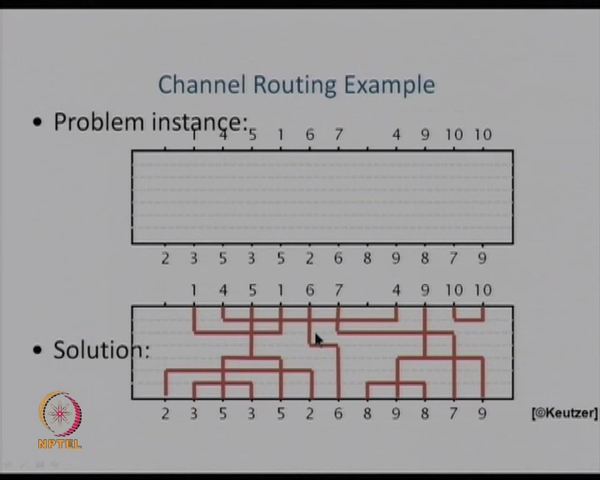 Channel Routing Example
• Problem instance:
1 4 5 1 6 7 4 9 10 10
2 3 5 3 5 2 6 8 9 8 7 9
1 4 5 1 6 7 4 9 10 10
• Solution:
2 3 5 3 5 2 6 8 9 8 7 9
[©Keutzer]
NPTEL